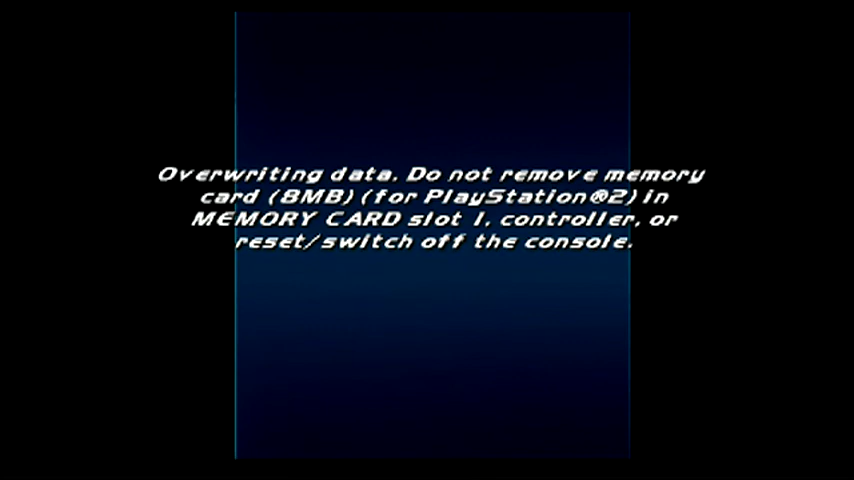 Overwriting data. Do not remove memory
card (8MB) (for PlayStation®2) in
MEMORY CARD slot 1, controller, or
reset/switch off the console.